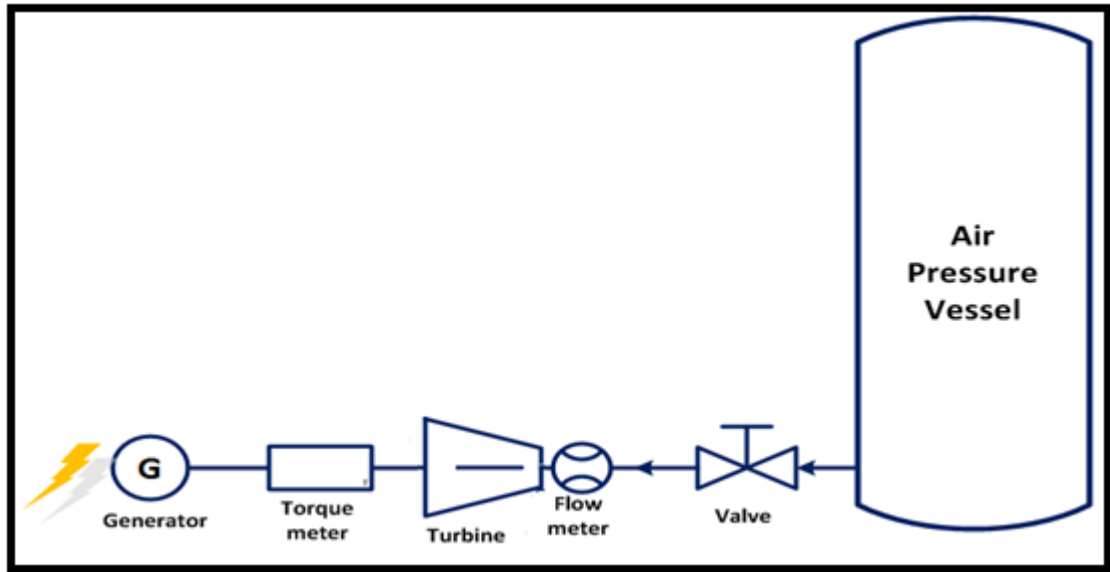 Air
Pressure
Vessel
G
Generator
Torque
meter
Turbine
Flow
meter
Valve